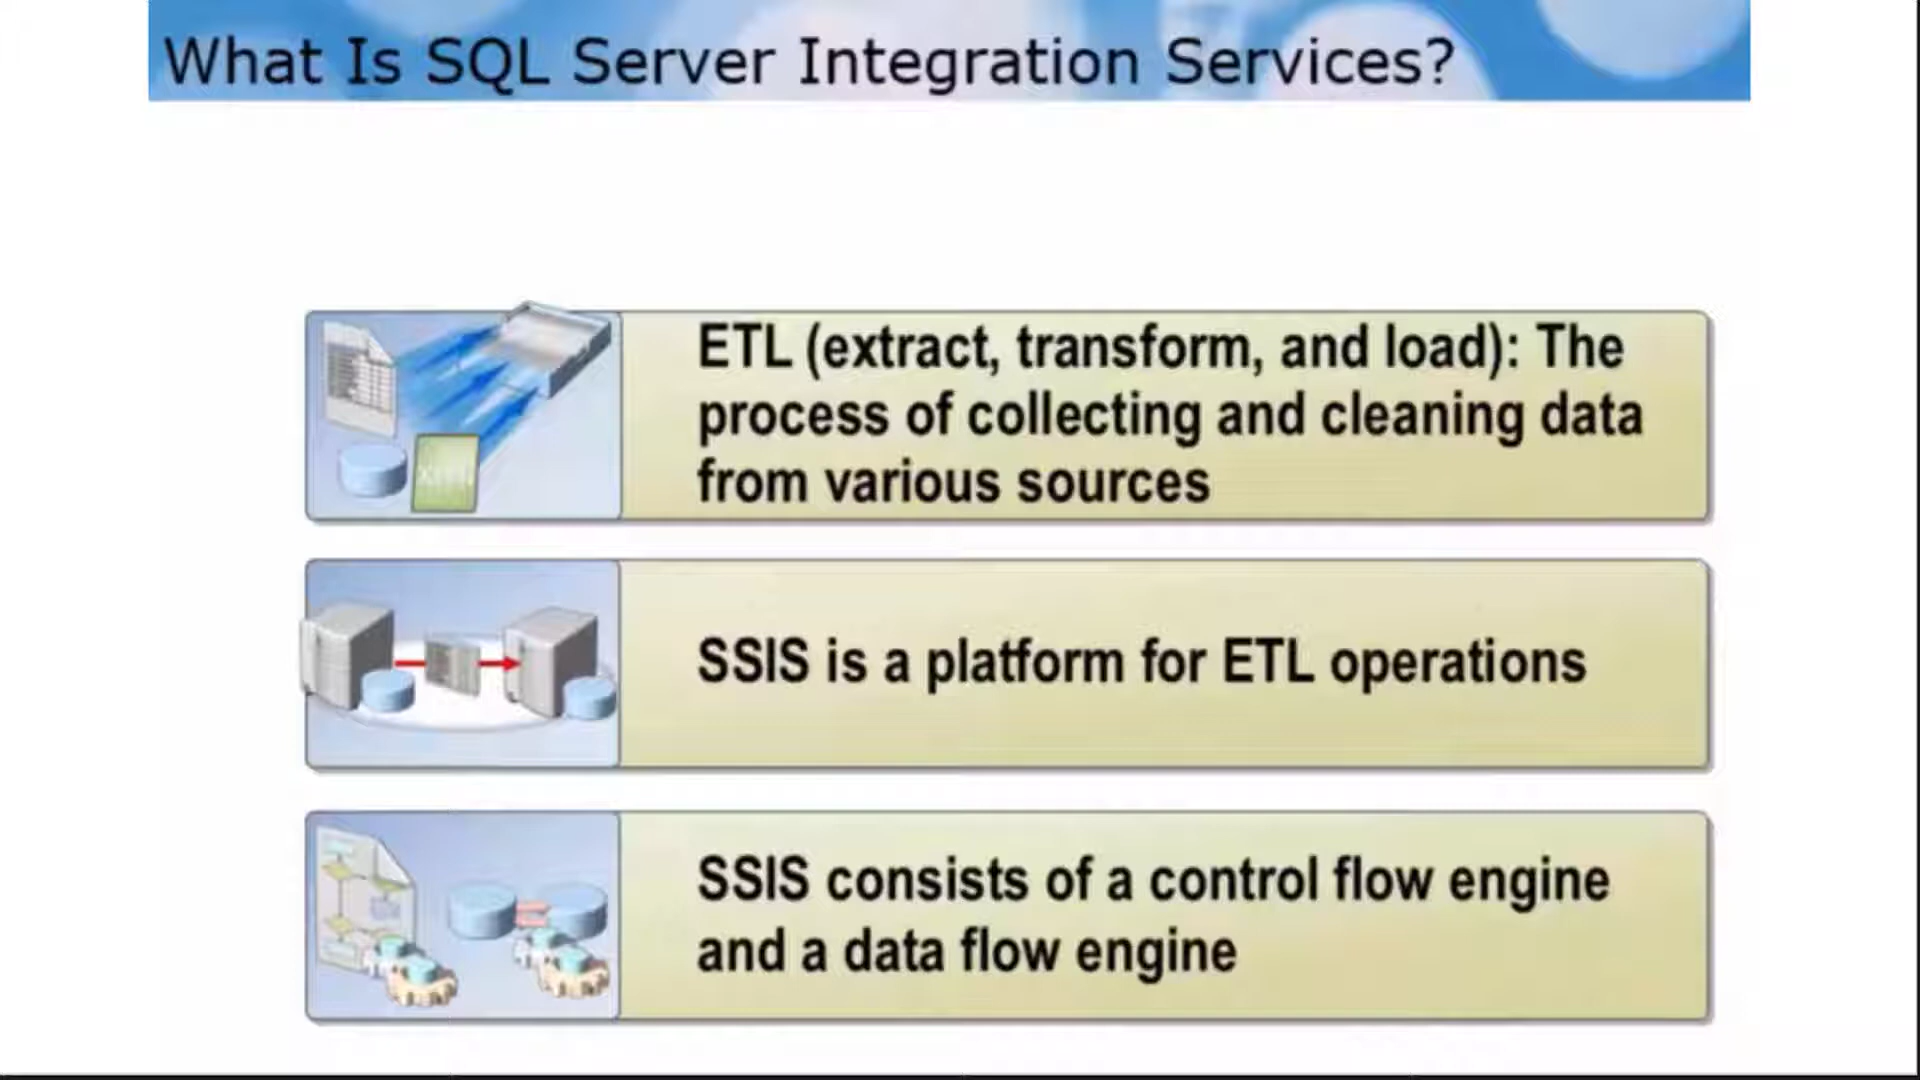 What Is SQL Server Integration Services?
ETL (extract, transform, and load): The
process of collecting and cleaning data
from various sources
SSIS is a platform for ETL operations
SSIS consists of a control flow engine
and a data flow engine